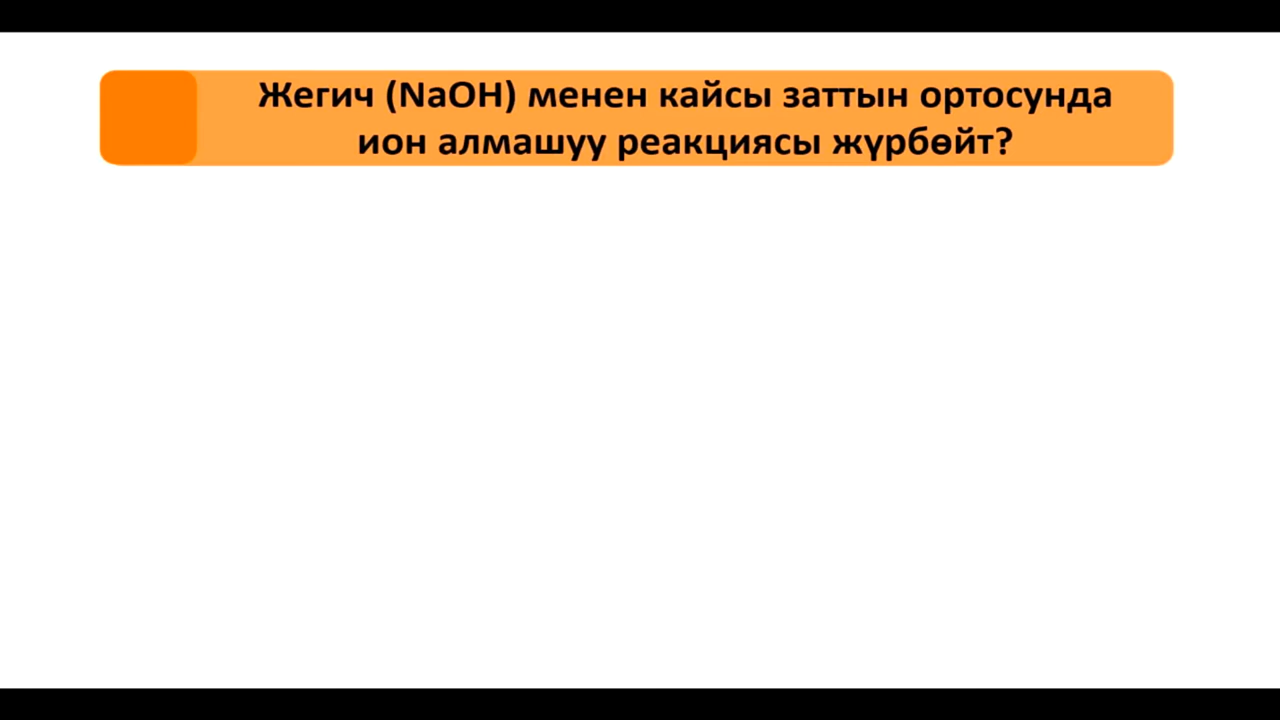 Жегич (NaOH) менен кайсы заттын ортосунда
ион алмашуу реакциясы жүрбөйт?